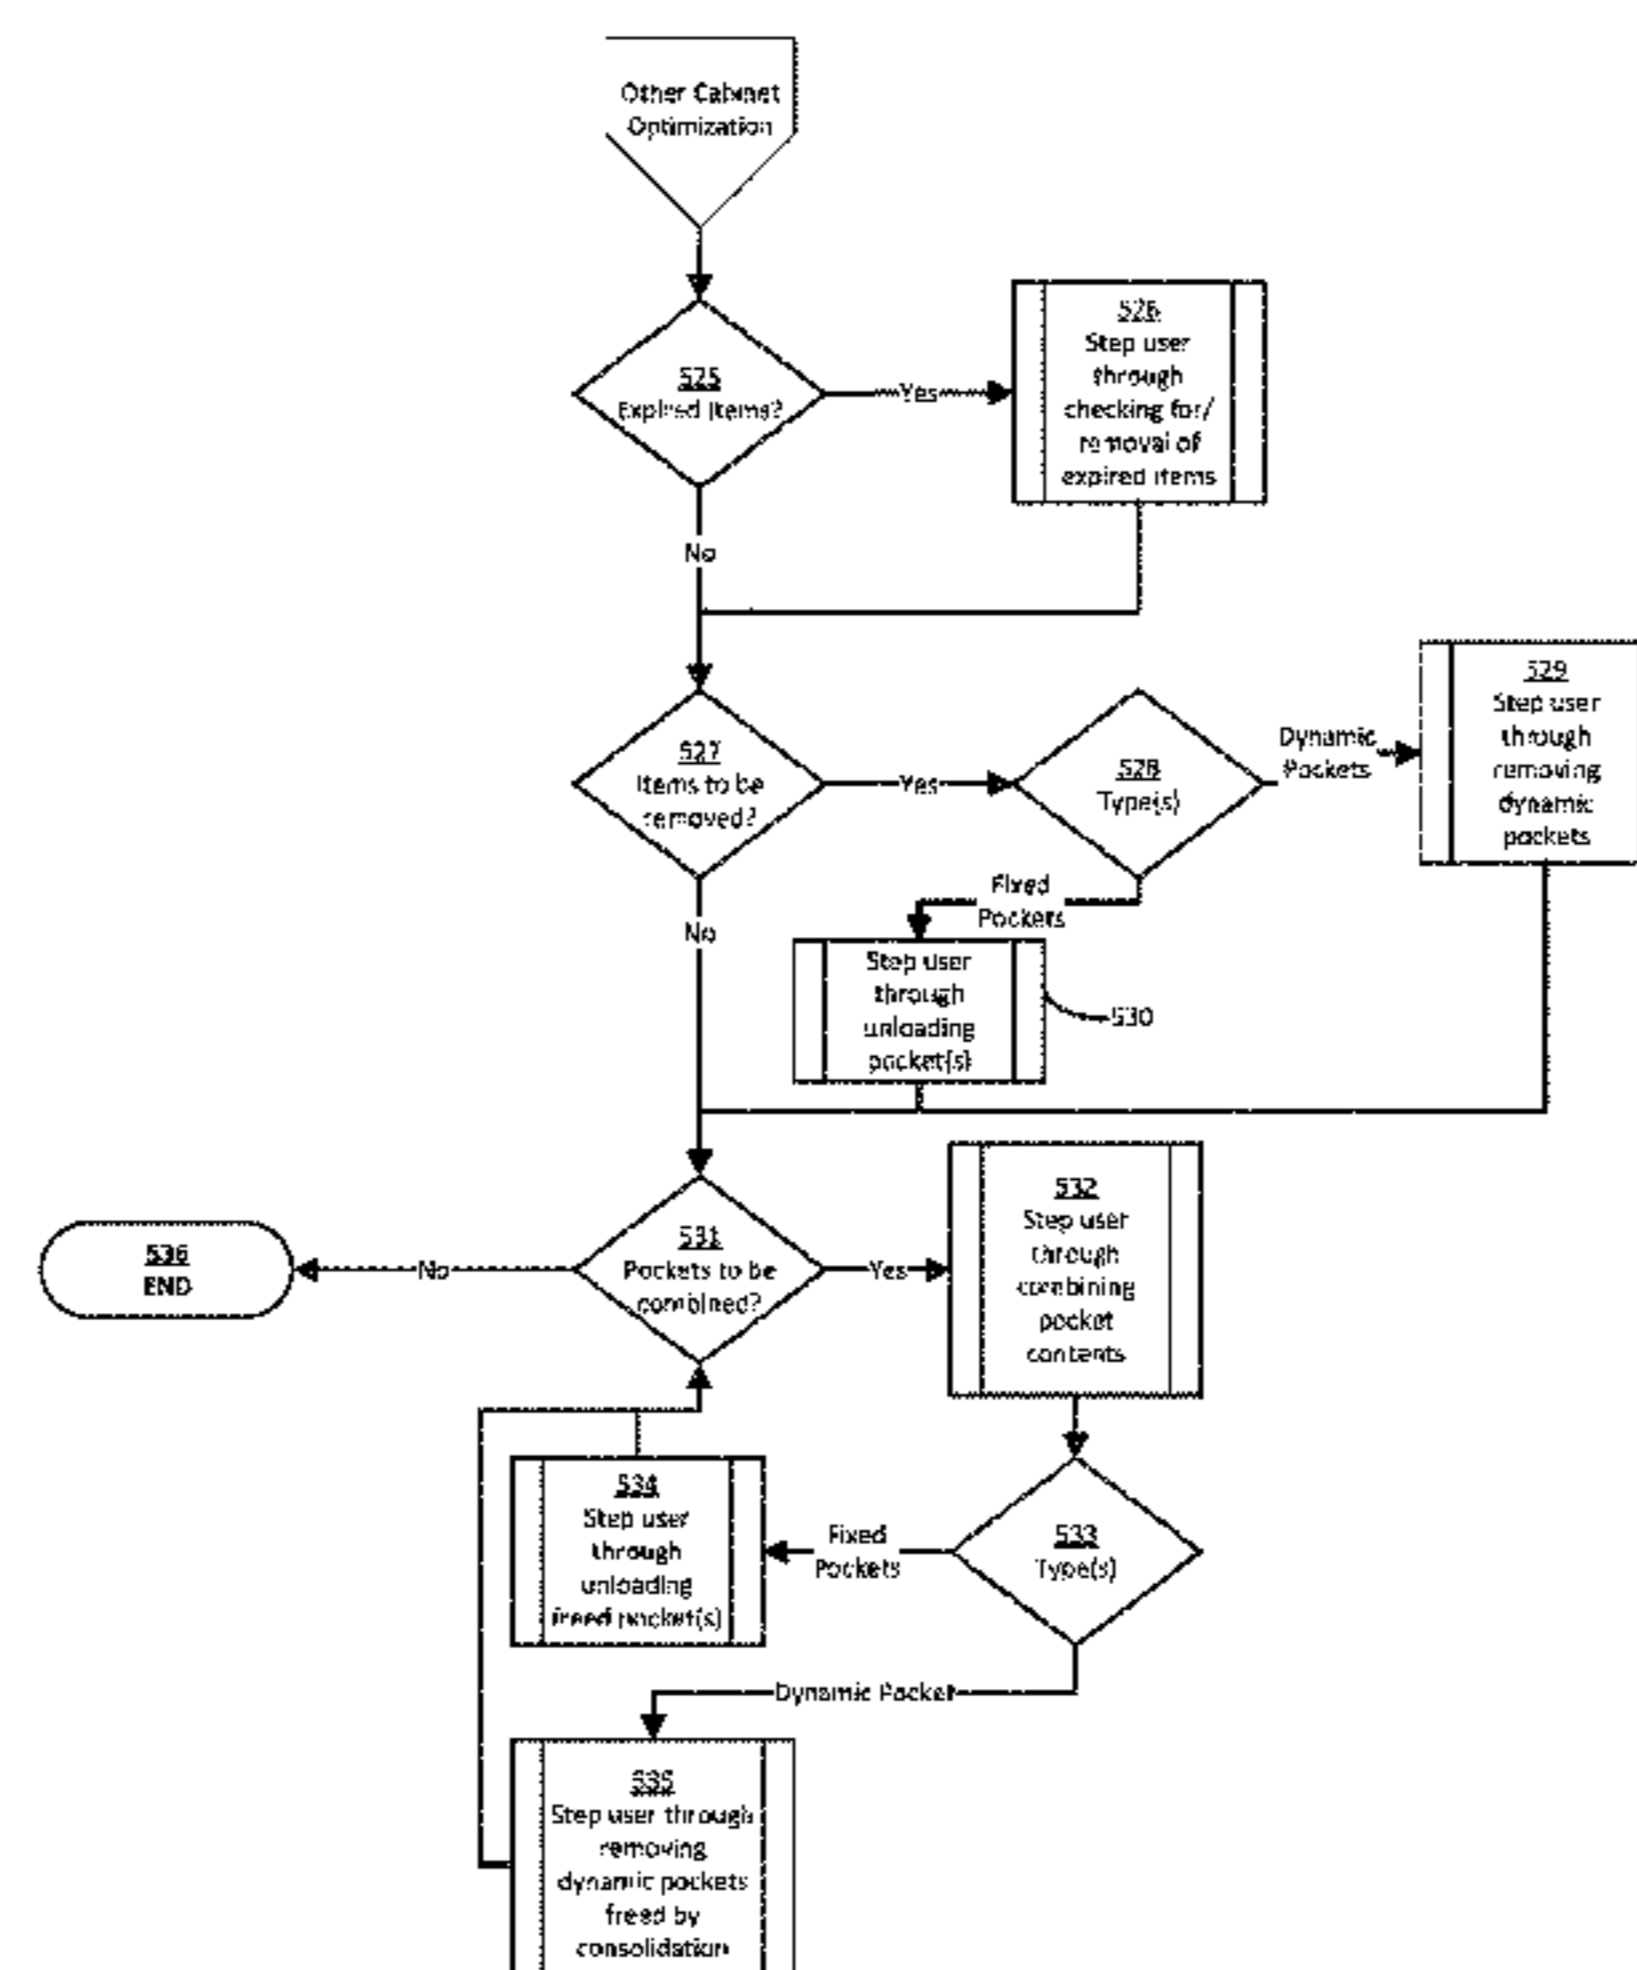 Other Cabinet
Optimization
525
Expired Items?
Yes
526
Step user
through
checking for/
removal of
expired items
No
527
Items to be
removed?
Yes
528
Type(s)
Dynamic
Pockets
529
Step user
through
removing
dynamic
pockets
Fixed
Pockets
No
Step user
through
unloading
pocket(s)
530
531
Pockets to be
combined?
No
536
END
Yes
532
Step user
through
combining
pocket
contents
533
Type(s)
Fixed
Pockets
534
Step user
through
unloading
freed pocket(s)
Dynamic Pocket
535
Step user through
removing
dynamic pockets
freed by
consolidation